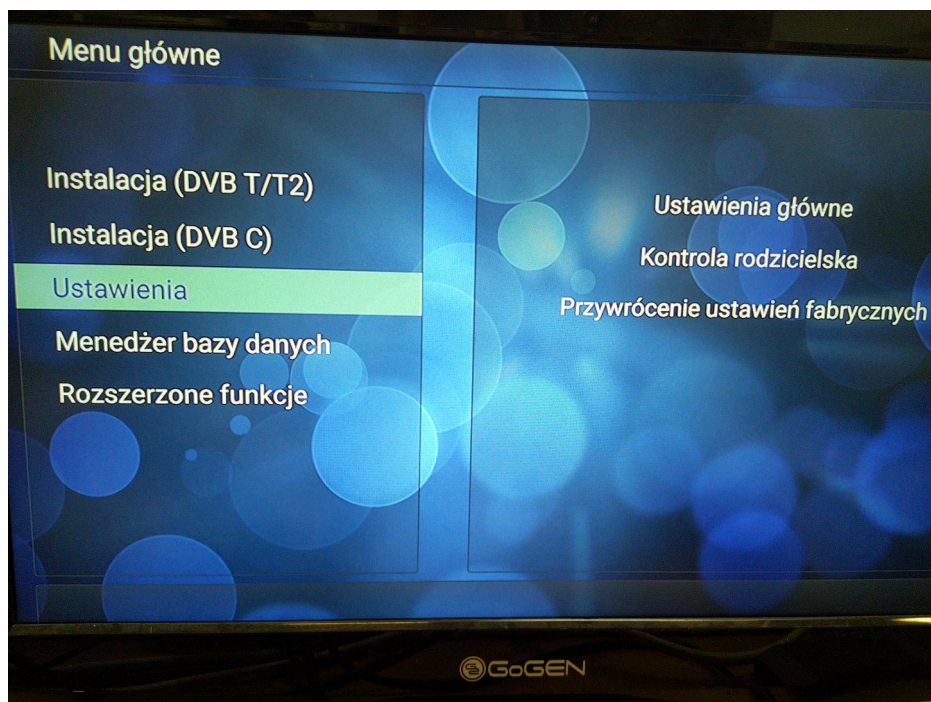 Menu główne
Instalacja (DVB T/T2)
Instalacja (DVB C)
Ustawienia
Menedżer bazy danych
Rozszerzone funkcje
Ustawienia główne
Kontrola rodzicielska
Przywrócenie ustawień fabrycznych
GoGEN